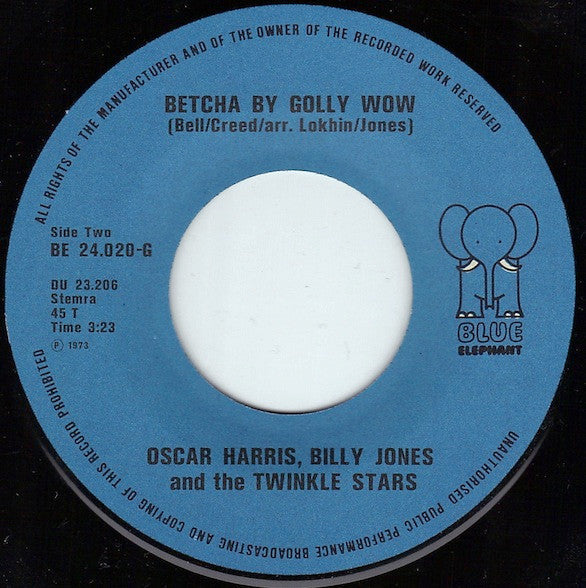 ALL RIGHTS OF THE MANUFACTURER AND OF THE OWNER OF THE RECORDED WORK RESERVED
BETCHA BY GOLLY WOW
(Bell/Creed/arr. Lokhin/Jones)
Side Two
BE 24.020-G
DU 23.206
Stemra
45 T
Time 3:23
℗ 1973
BLUE
ELEPHANT
OSCAR HARRIS, BILLY JONES
and the TWINKLE STARS
UNAUTHORISED PUBLIC PERFORMANCE BROADCASTING AND COPYING OF THIS RECORD PROHIBITED